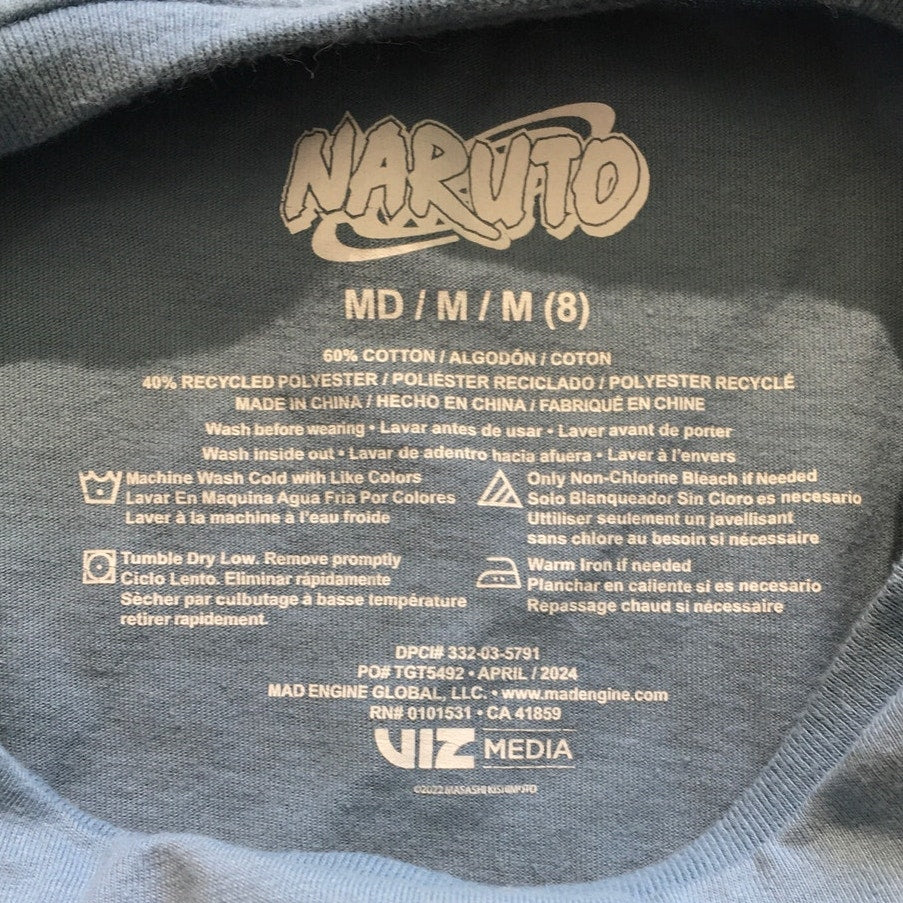 NARUTO
MD / M / M (8)
60% COTTON / ALGODÓN / COTON
40% RECYCLED POLYESTER / POLIÉSTER RECICLADO / POLYESTER RECYCLÉ
MADE IN CHINA / HECHO EN CHINA / FABRIQUÉ EN CHINE
Wash before wearing • Lavar antes de usar • Laver avant de porter
Wash inside out • Lavar de adentro hacia afuera • Laver à l'envers
Machine Wash Cold with Like Colors
Lavar En Maquina Agua Fria Por Colores
Laver à la machine à l'eau froide
Only Non-Chlorine Bleach if Needed
Solo Blanqueador Sin Cloro es necesario
Uttiliser seulement un javellisant
sans chlore au besoin si nécessaire
Tumble Dry Low. Remove promptly
Ciclo Lento. Eliminar rápidamente
Sècher par culbutage à basse température
retirer rapidement.
Warm Iron if needed
Planchar en caliente si es necesario
Repassage chaud si nécessaire
DPCI# 332-03-5791
PO# TGT5492 • APRIL / 2024
MAD ENGINE GLOBAL, LLC. • www.madengine.com
RN# 0101531 • CA 41859
VIZ MEDIA
©2022 MASASHI KISHIMOTO